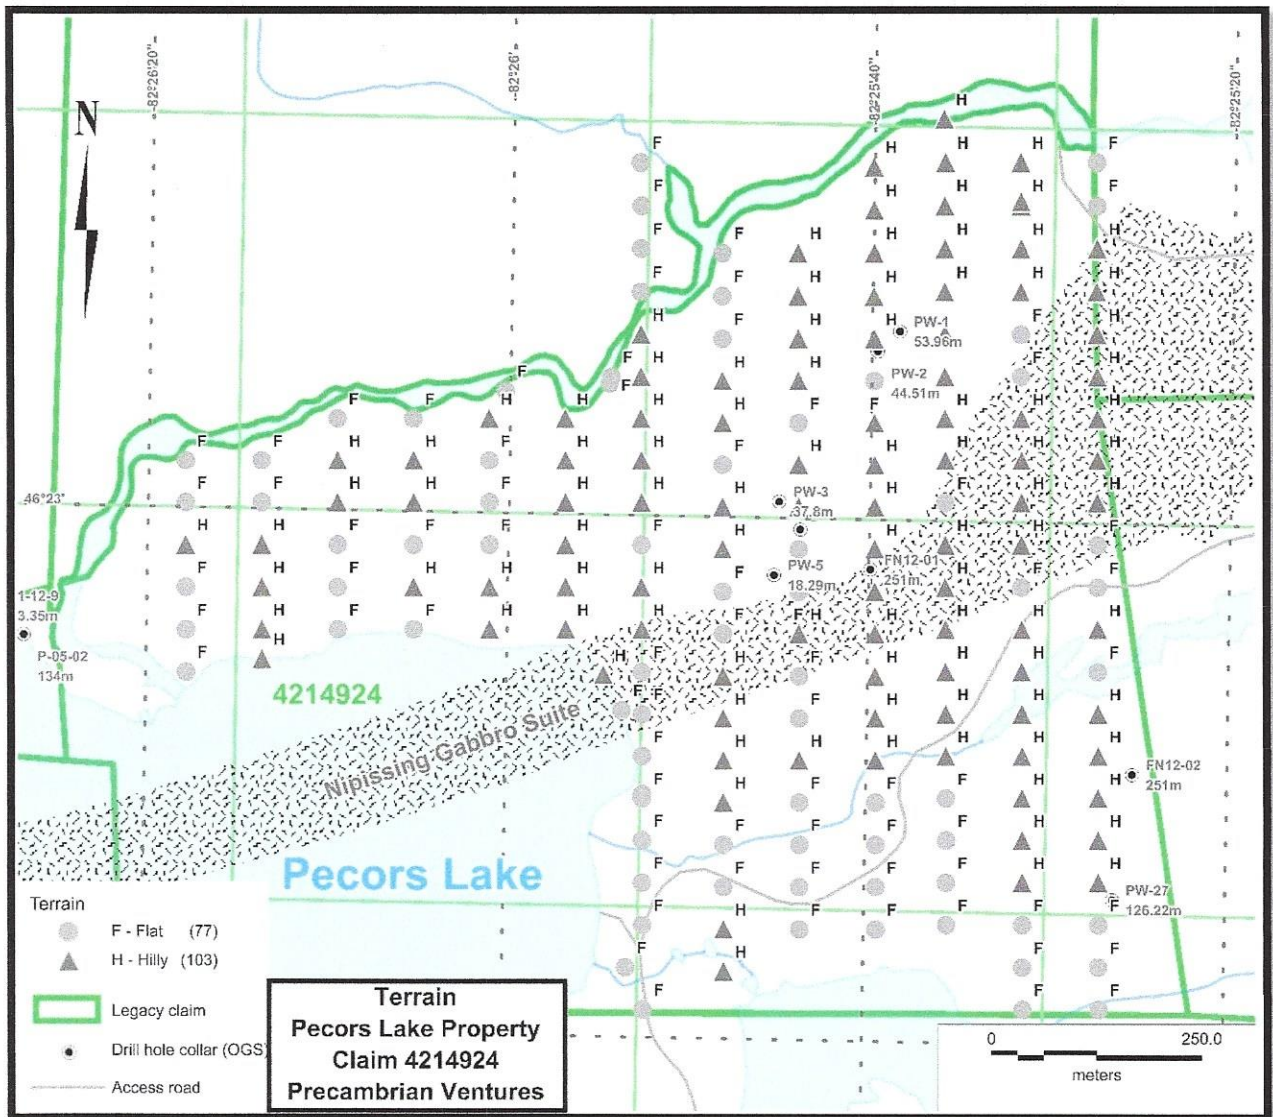 -82°26'20"
-82°26'
-82°25'40"
-82°25'20"
N
H
F H H H F
F H H H F
F F H H H H H
F F H H H H H
H F H H F H
PW-1
53.96m
F H H H F H
F F
PW-2
44.51m
F F H H H H F F H H H
F F H H F H H F H H H H H
46°23'
F F H H F H H H H F H H
PW-3
37.8m
H H F F H H F H H F H F
F H F H H H H F H F
PW-5
18.29m
FN12-01
251m
1-12-9
3.35m
F H F F H H H F H H H H
P-05-02
134m
F H H F H F H H H F
4214924
F F H F H H H H
Nipissing Gabbro Suite
F H H H H H H
FN12-02
251m
F H F F F H H
F F F F F H H
Pecors Lake
F F F F F H H
PW-27
126.22m
F H F F F F F
F H F F
F F F
Terrain
F - Flat (77)
H - Hilly (103)
Legacy claim
Drill hole collar (OGS)
Access road
Terrain
Pecors Lake Property
Claim 4214924
Precambrian Ventures
0 250.0
meters